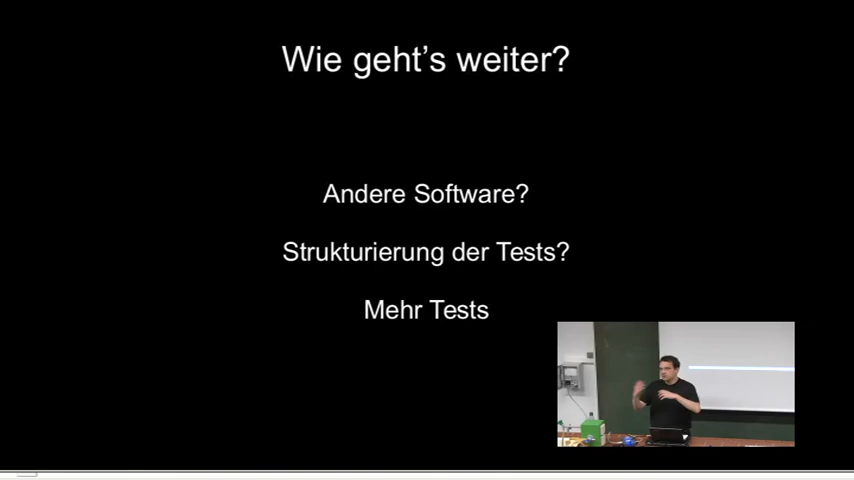 Wie geht’s weiter?
Andere Software?
Strukturierung der Tests?
Mehr Tests